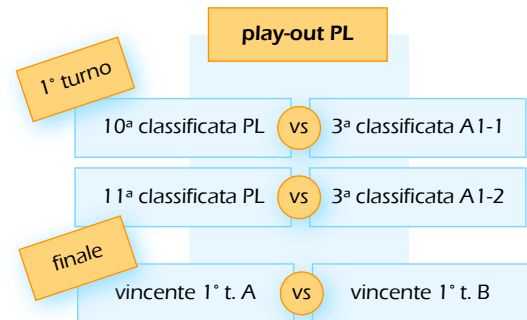 play-out PL
1° turno
10ª classificata PL vs 3ª classificata A1-1
11ª classificata PL vs 3ª classificata A1-2
finale
vincente 1° t. A vs vincente 1° t. B